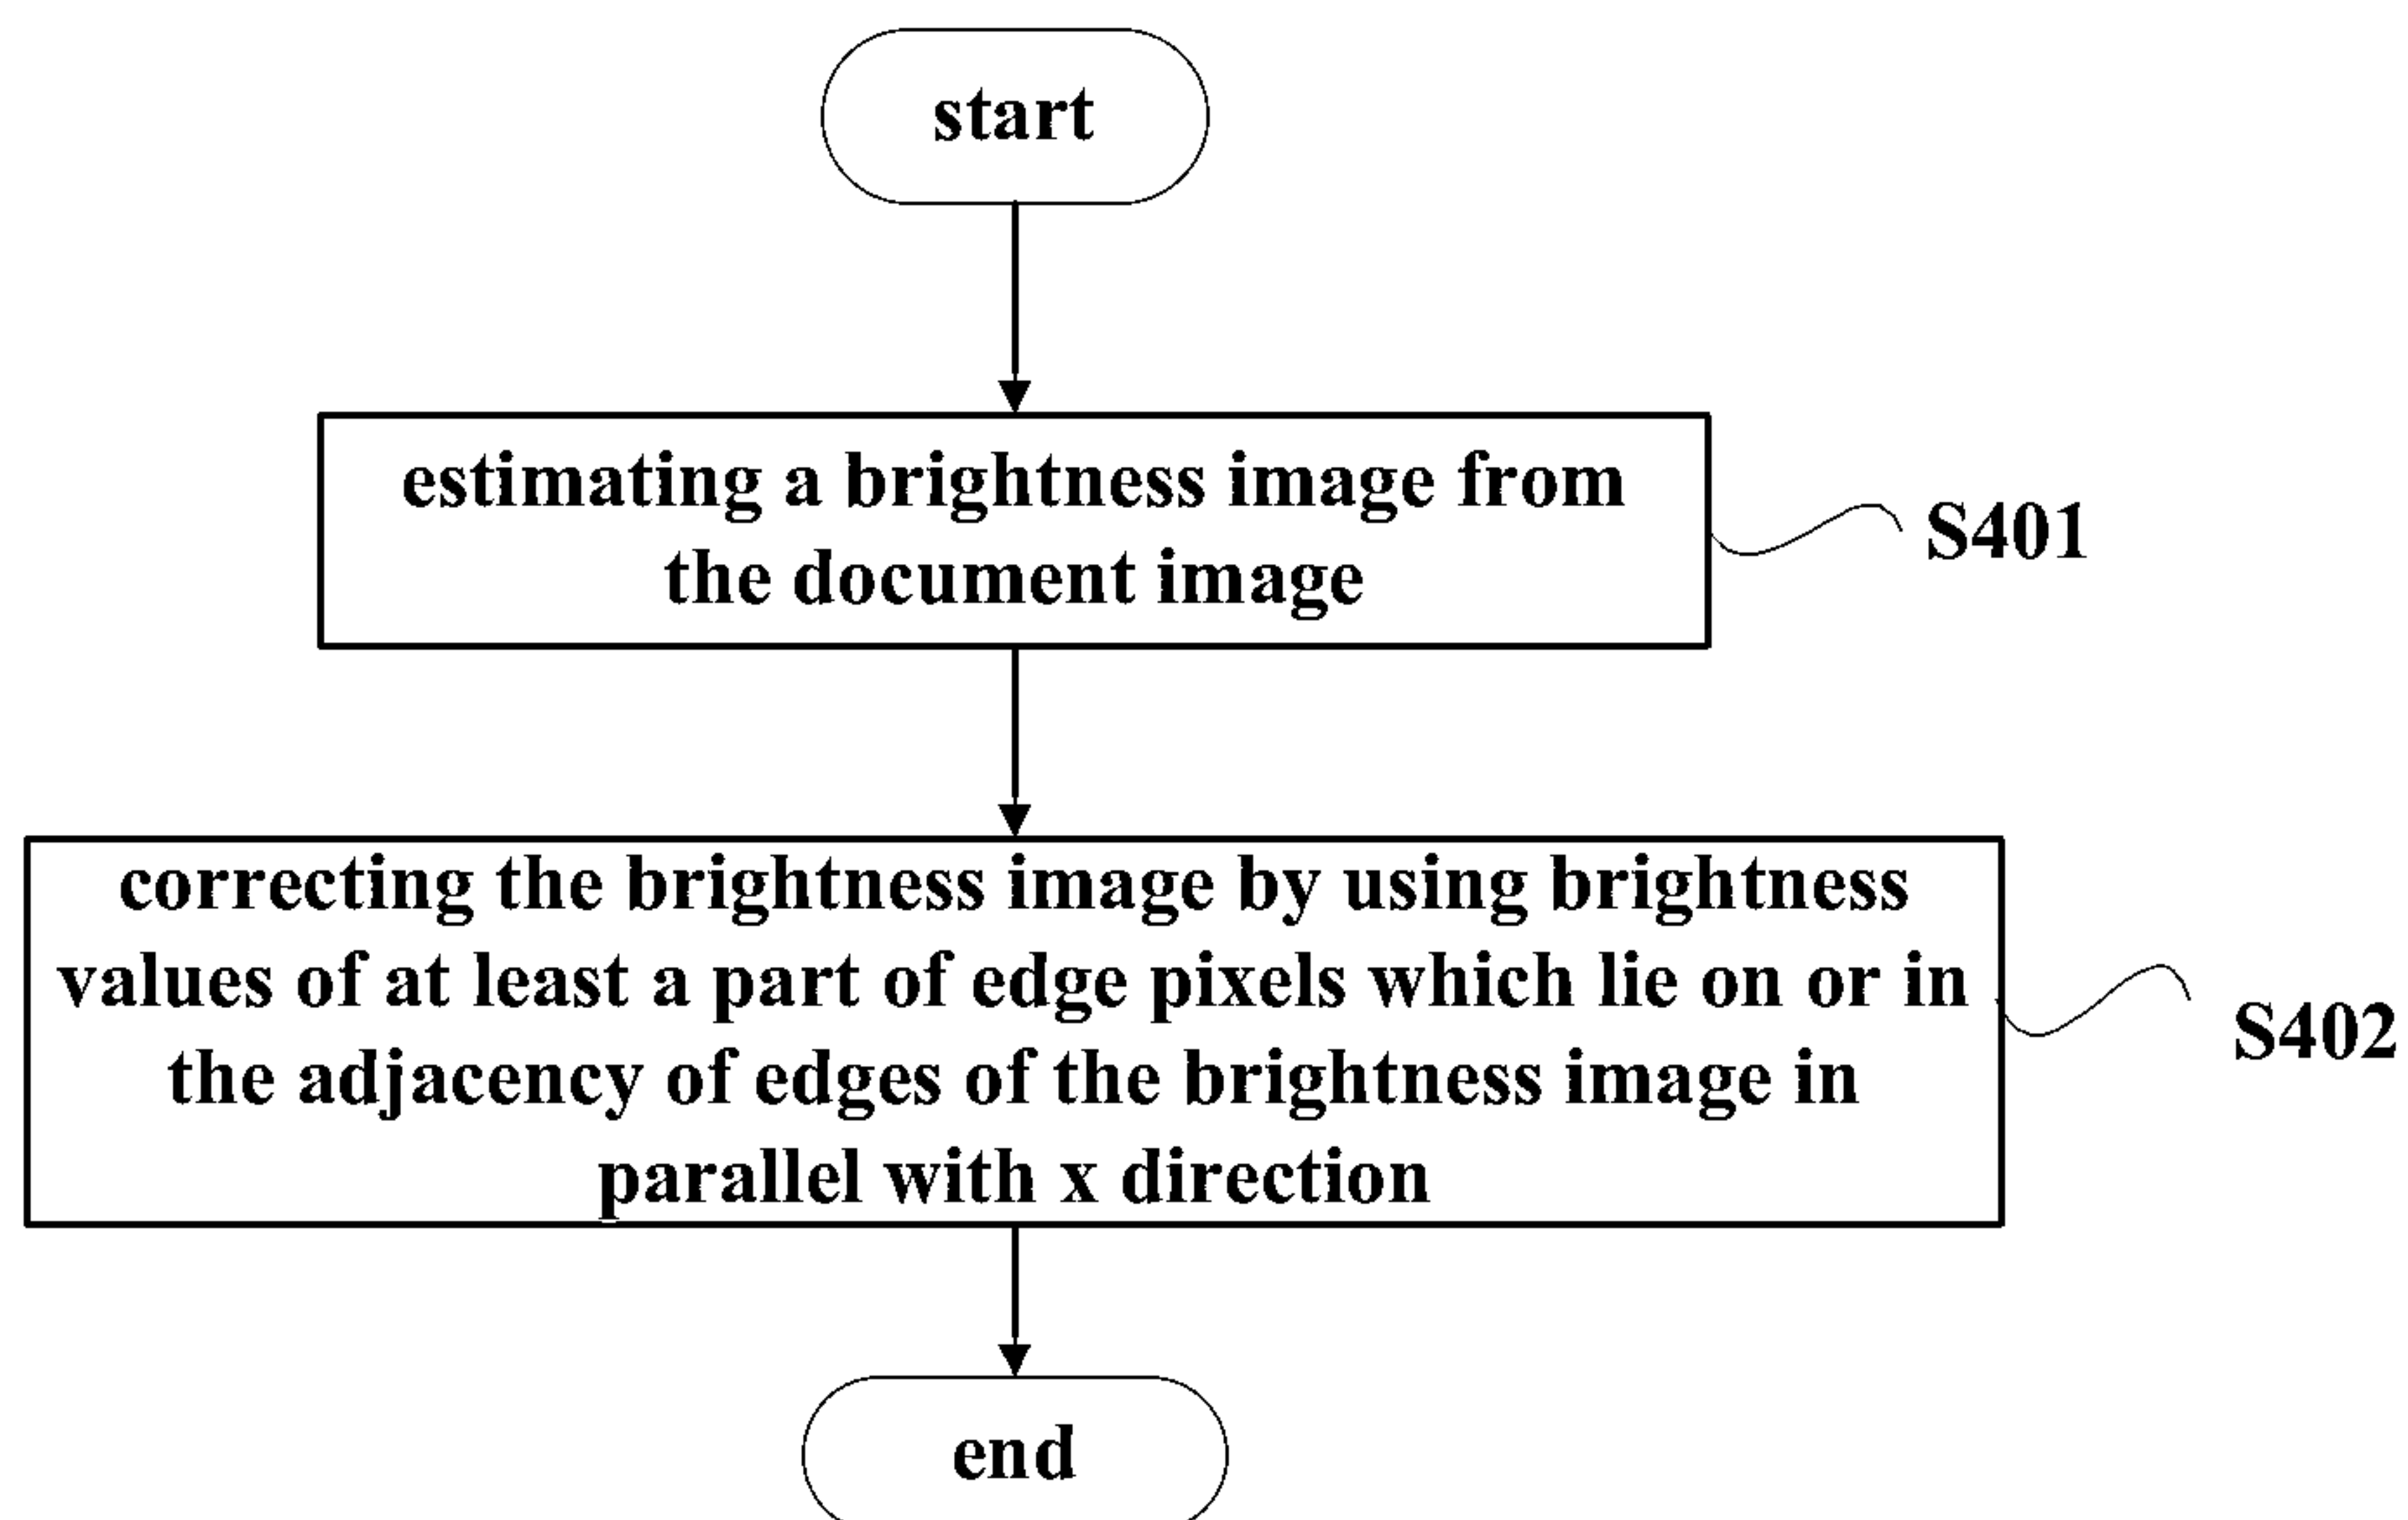 start
estimating a brightness image from
the document image
S401
correcting the brightness image by using brightness
values of at least a part of edge pixels which lie on or in
the adjacency of edges of the brightness image in
parallel with x direction
S402
end